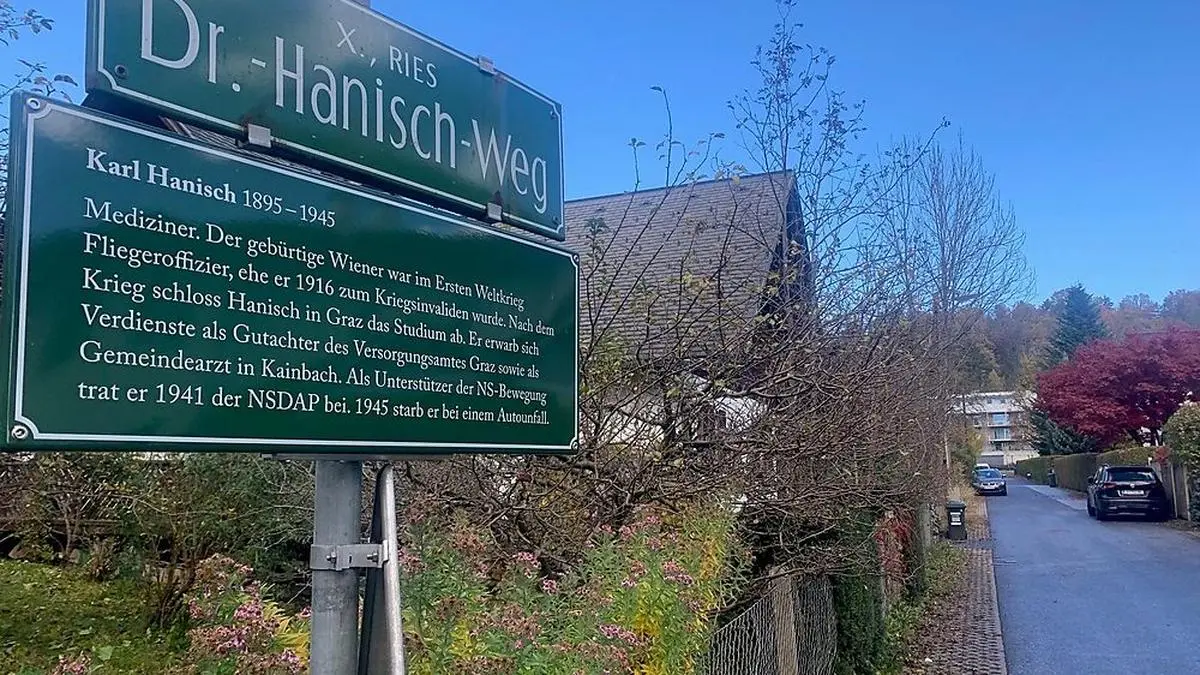 X., RIES
Dr.-Hanisch-Weg
Karl Hanisch 1895–1945
Mediziner. Der gebürtige Wiener war im Ersten Weltkrieg
Fliegeroffizier, ehe er 1916 zum Kriegsinvaliden wurde. Nach dem
Krieg schloss Hanisch in Graz das Studium ab. Er erwarb sich
Verdienste als Gutachter des Versorgungsamtes Graz sowie als
Gemeindearzt in Kainbach. Als Unterstützer der NS-Bewegung
trat er 1941 der NSDAP bei. 1945 starb er bei einem Autounfall.